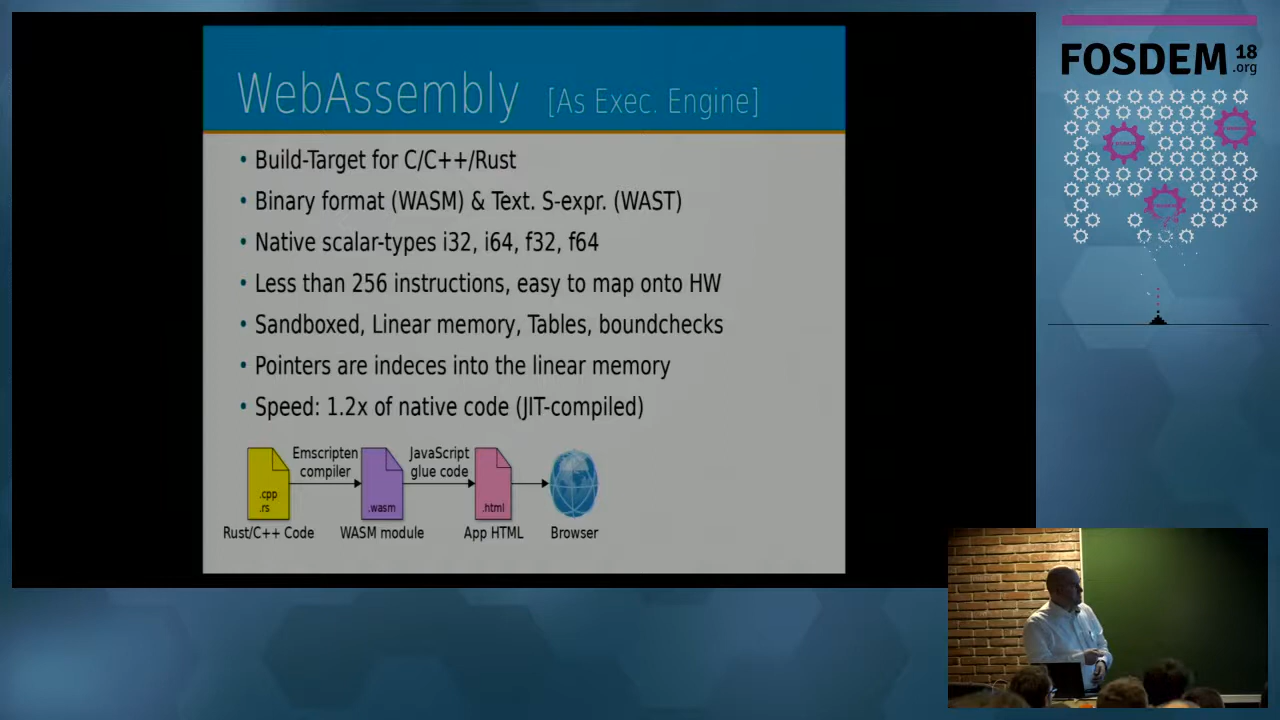 WebAssembly [As Exec. Engine]
• Build-Target for C/C++/Rust
• Binary format (WASM) & Text. S-expr. (WAST)
• Native scalar-types i32, i64, f32, f64
• Less than 256 instructions, easy to map onto HW
• Sandboxed, Linear memory, Tables, boundchecks
• Pointers are indeces into the linear memory
• Speed: 1.2x of native code (JIT-compiled)
Emscripten
compiler
JavaScript
glue code
.cpp
.rs
.wasm
.html
Rust/C++ Code
WASM module
App HTML
Browser
FOSDEM 18
.org